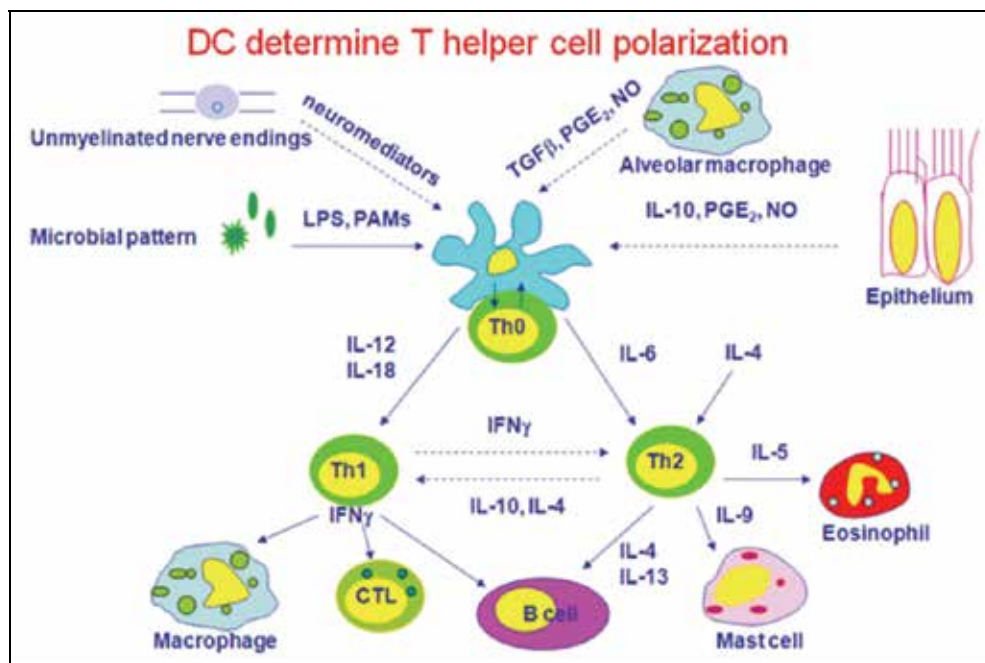 DC determine T helper cell polarization
Unmyelinated nerve endings
neuromediators
TGFβ, PGE₂, NO
Alveolar macrophage
Microbial pattern
LPS, PAMs
IL-10, PGE₂, NO
Epithelium
Th0
IL-12
IL-18
IL-6
IL-4
Th1
IFNγ
Th2
IL-5
IL-10, IL-4
Eosinophil
IFNγ
IL-9
IL-4
IL-13
CTL
B cell
Macrophage
Mast cell